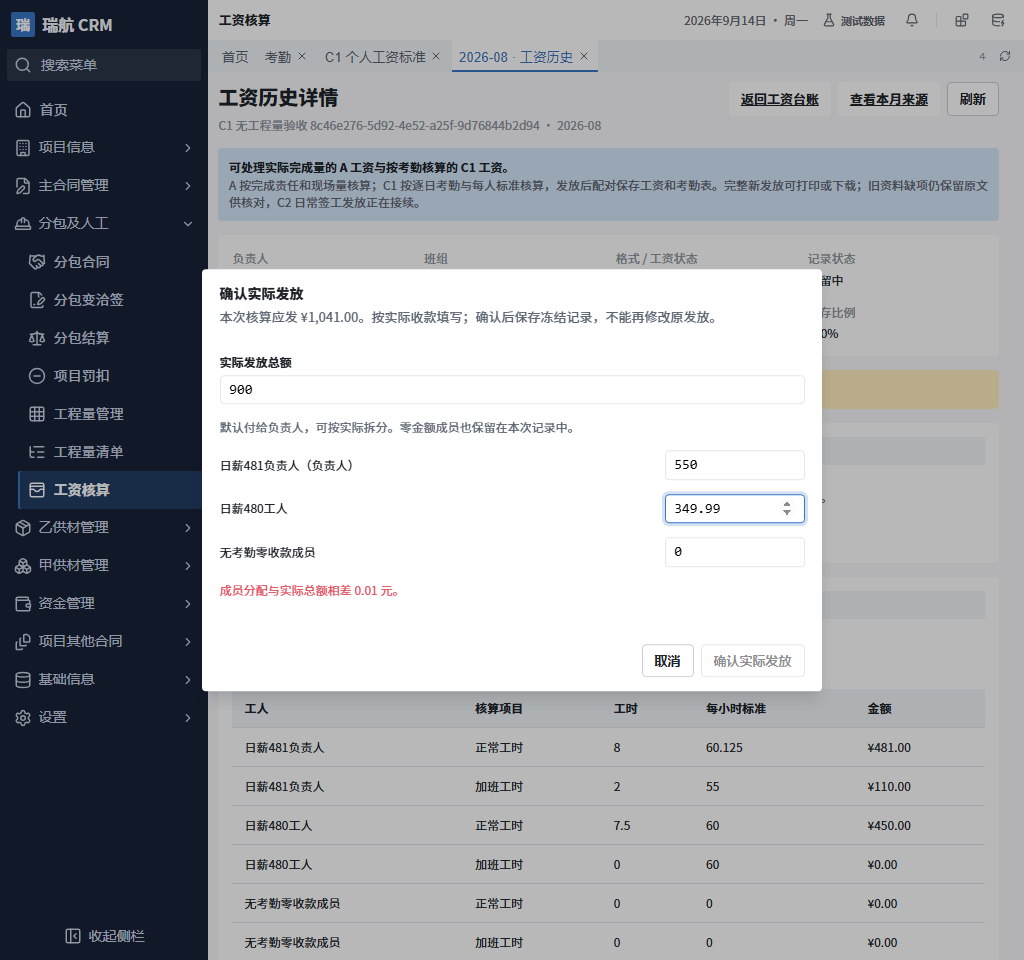 瑞 瑞航 CRM
搜索菜单
首页
项目信息
主合同管理
分包及人工
分包合同
分包变洽签
分包结算
项目罚扣
工程量管理
工程量清单
工资核算
乙供材管理
甲供材管理
资金管理
项目其他合同
基础信息
设置
收起侧栏
工资核算
2026年9月14日 • 周一 测试数据
首页 考勤 × C1 个人工资标准 × 2026-08 · 工资历史 × 4
工资历史详情
返回工资台账 查看本月来源 刷新
C1 无工程量验收 8c46e276-5d92-4e52-a25f-9d76844b2d94 • 2026-08
可处理实际完成量的 A 工资与按考勤核算的 C1 工资。
A 按完成责任和现场量核算；C1 按逐日考勤与每人标准核算，发放后配对保存工资和考勤表。完整新发放可打印或下载；旧资料缺项仍保留原文
供核对，C2 日常签工发放正在接续。
负责人 班组 格式 / 工资状态 记录状态
留中
存比例
0%
确认实际发放
本次核算应发 ¥1,041.00。按实际收款填写；确认后保存冻结记录，不能再修改原发放。
实际发放总额
900
默认付给负责人，可按实际拆分。零金额成员也保留在本次记录中。
日薪481负责人（负责人） 550
日薪480工人 349.99
无考勤零收款成员 0
成员分配与实际总额相差 0.01 元。
取消 确认实际发放
工人 核算项目 工时 每小时标准 金额
日薪481负责人 正常工时 8 60.125 ¥481.00
日薪481负责人 加班工时 2 55 ¥110.00
日薪480工人 正常工时 7.5 60 ¥450.00
日薪480工人 加班工时 0 60 ¥0.00
无考勤零收款成员 正常工时 0 0 ¥0.00
无考勤零收款成员 加班工时 0 0 ¥0.00